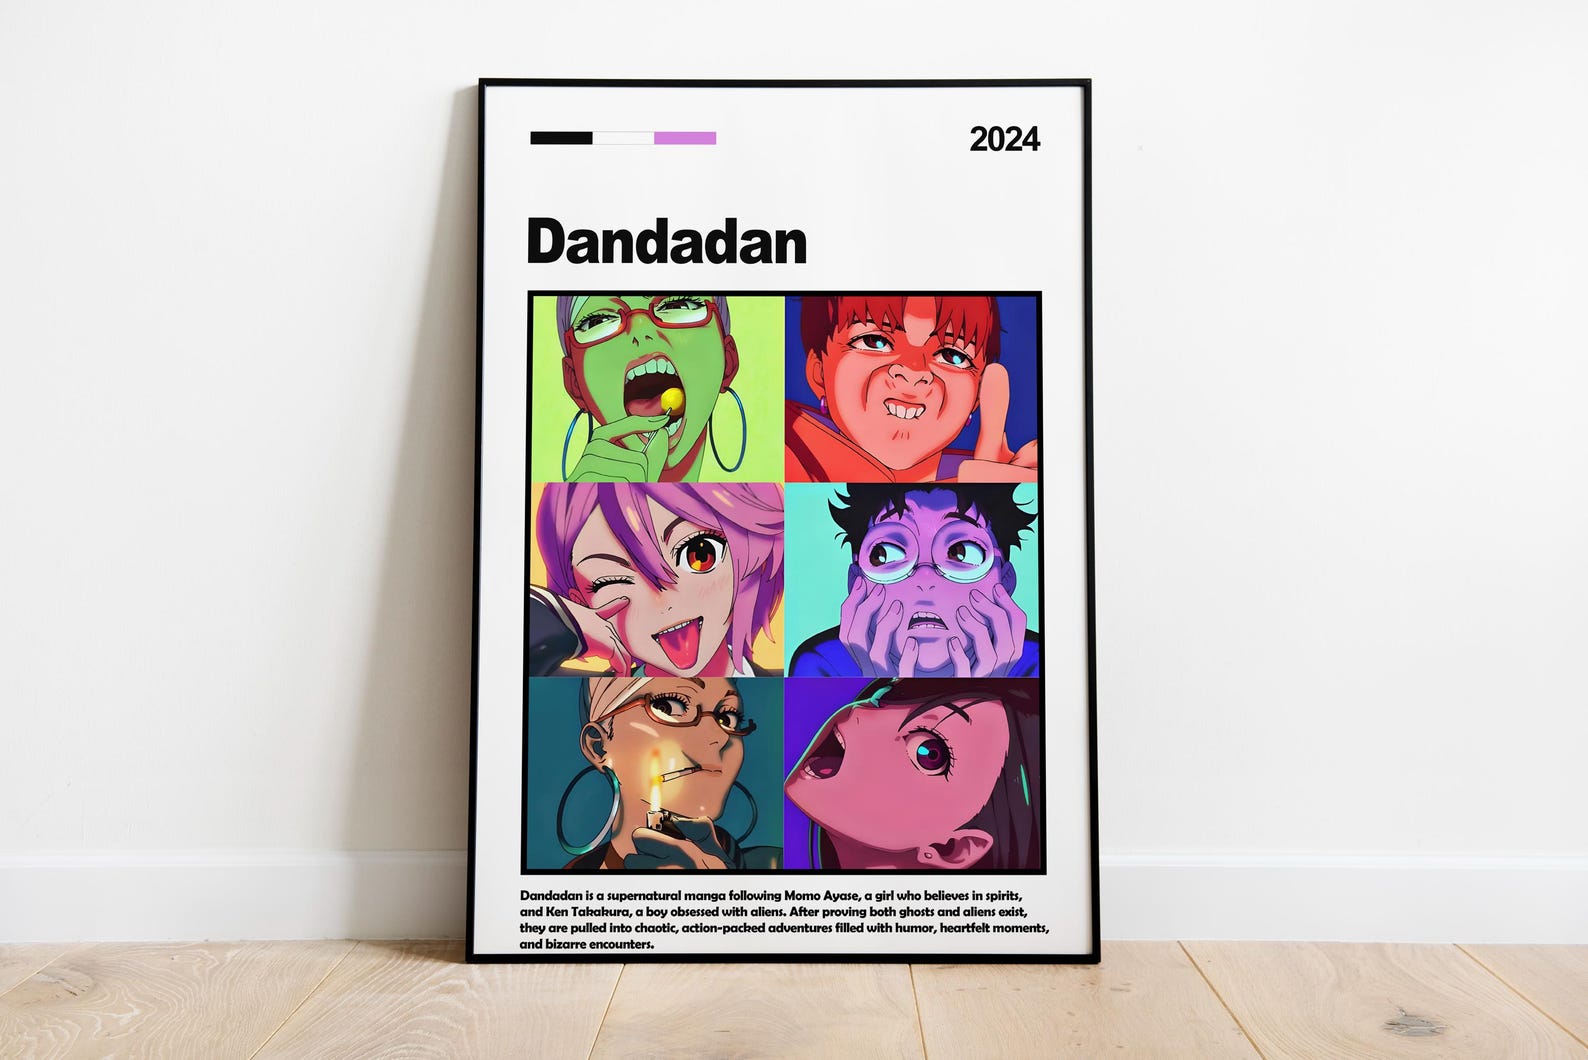 2024
Dandadan
Dandadan is a supernatural manga following Momo Ayase, a girl who believes in spirits,
and Ken Takakura, a boy obsessed with aliens. After proving both ghosts and aliens exist,
they are pulled into chaotic, action-packed adventures filled with humor, heartfelt moments,
and bizarre encounters.